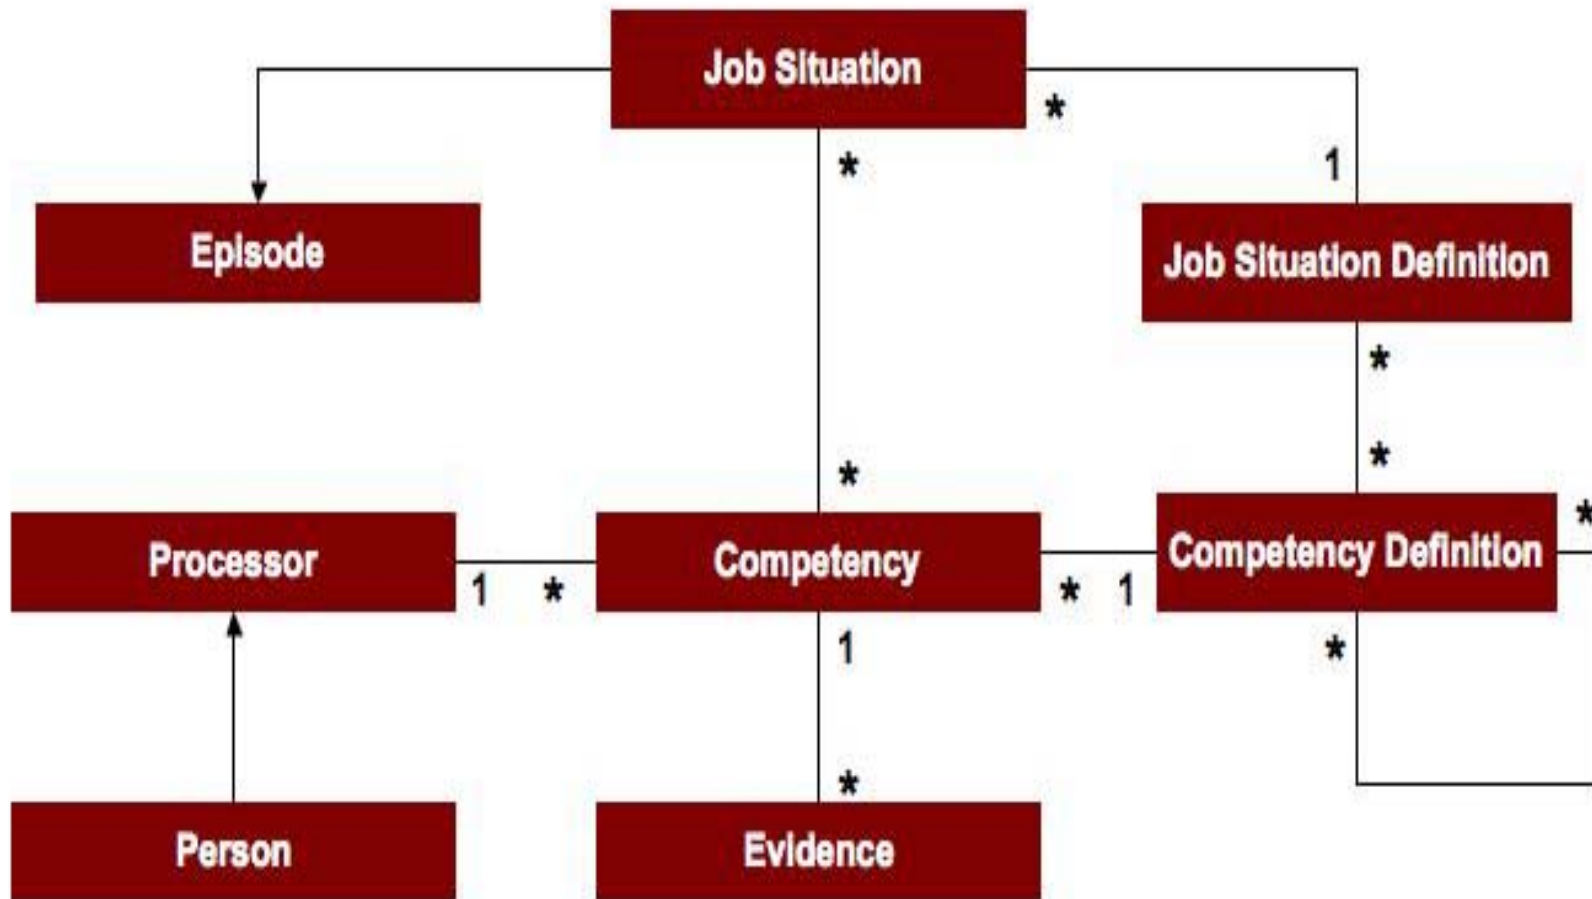 Job Situation
*
*
1
Episode
Job Situation Definition
*
*
*
*
Processor
Competency
Competency Definition
1
*
*
1
1
*
*
Person
Evidence